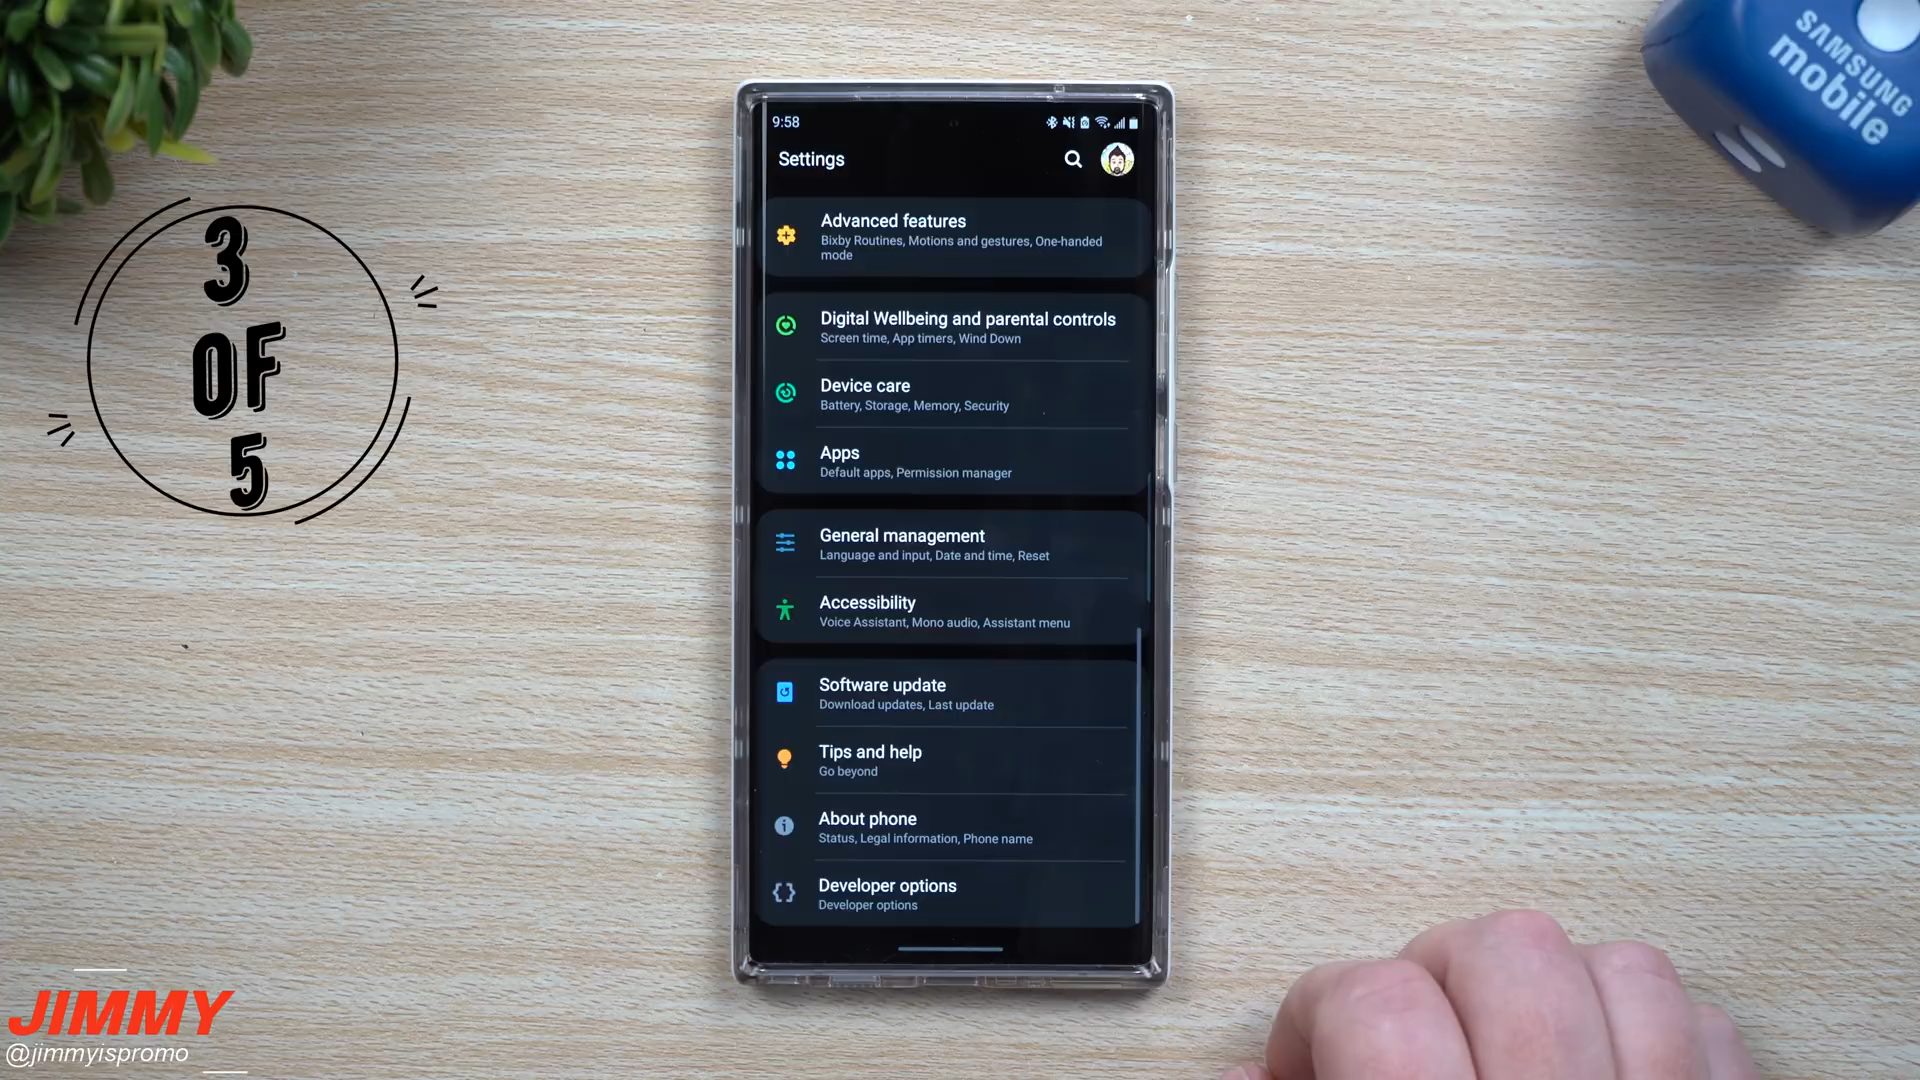 3
OF
5
SAMSUNG
mobile
9:58
Settings
Advanced features
Bixby Routines, Motions and gestures, One-handed
mode
Digital Wellbeing and parental controls
Screen time, App timers, Wind Down
Device care
Battery, Storage, Memory, Security
Apps
Default apps, Permission manager
General management
Language and input, Date and time, Reset
Accessibility
Voice Assistant, Mono audio, Assistant menu
Software update
Download updates, Last update
Tips and help
Go beyond
About phone
Status, Legal information, Phone name
Developer options
Developer options
JIMMY
@jimmyispromo